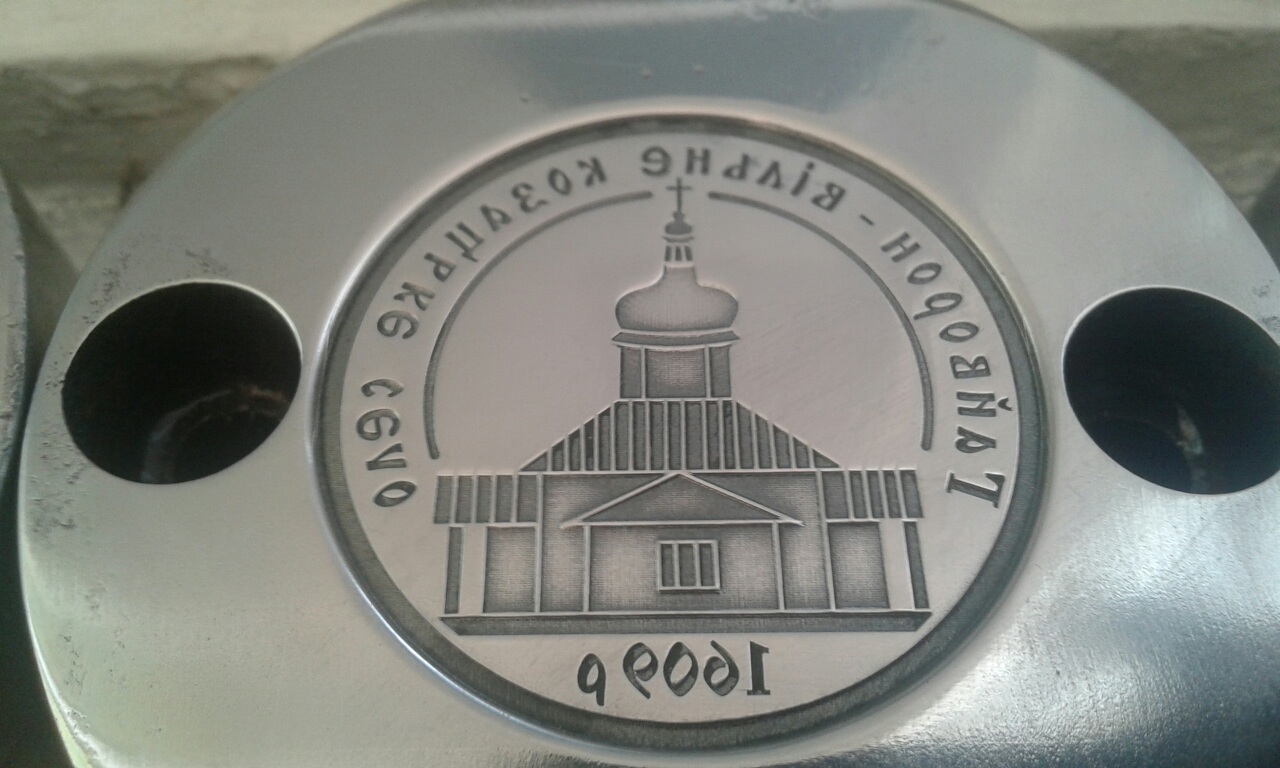 ГАЙВОРОН - ВІЛЬНЕ КОЗАЦЬКЕ СЕЛО
1609р